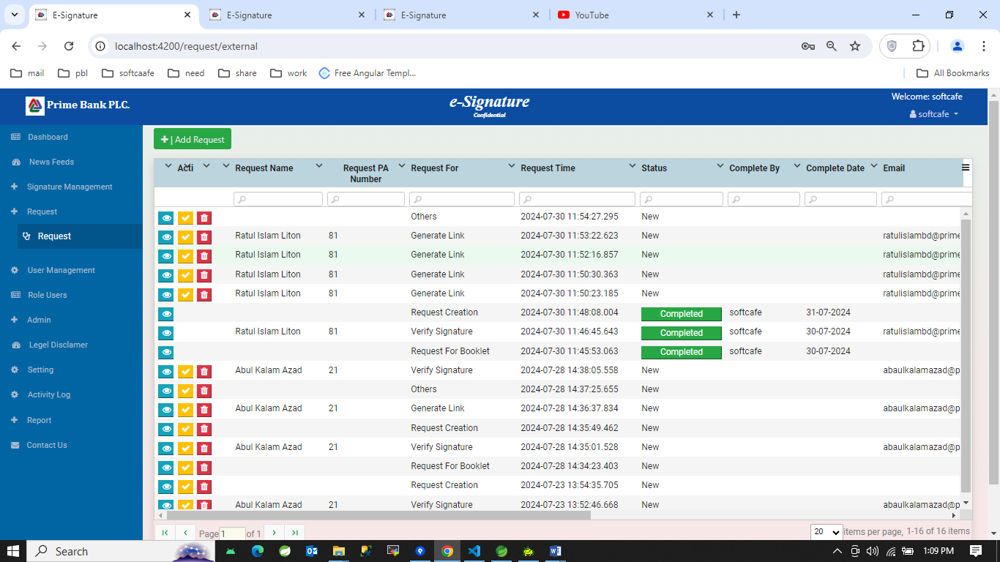 E-Signature
E-Signature
E-Signature
YouTube
localhost:4200/request/external
mail
pbl
softcaafe
need
share
work
Free Angular Templ...
All Bookmarks
Prime Bank PLC.
e-Signature
Confidential
Welcome: softcafe
softcafe
Dashboard
News Feeds
Signature Management
Request
Request
User Management
Role Users
Admin
Legel Disclamer
Setting
Activity Log
Report
Contact Us
| Add Request
Acti Request Name Request PA Number Request For Request Time Status Complete By Complete Date Email
Others 2024-07-30 11:54:27.295 New
Ratul Islam Liton 81 Generate Link 2024-07-30 11:53:22.623 New ratulislambd@prime
Ratul Islam Liton 81 Generate Link 2024-07-30 11:52:16.857 New ratulislambd@prime
Ratul Islam Liton 81 Generate Link 2024-07-30 11:50:30.363 New ratulislambd@prime
Ratul Islam Liton 81 Generate Link 2024-07-30 11:50:23.185 New ratulislambd@prime
Request Creation 2024-07-30 11:48:08.004 Completed softcafe 31-07-2024
Ratul Islam Liton 81 Verify Signature 2024-07-30 11:46:45.643 Completed softcafe 30-07-2024 ratulislambd@prime
Request For Booklet 2024-07-30 11:45:53.063 Completed softcafe 30-07-2024
Abul Kalam Azad 21 Verify Signature 2024-07-28 14:38:05.558 New abaulkalamazad@p
Others 2024-07-28 14:37:25.655 New
Abul Kalam Azad 21 Generate Link 2024-07-28 14:36:37.834 New abaulkalamazad@p
Request Creation 2024-07-28 14:35:49.462 New
Abul Kalam Azad 21 Verify Signature 2024-07-28 14:35:01.528 New abaulkalamazad@p
Request For Booklet 2024-07-28 14:34:23.403 New
Request Creation 2024-07-23 13:54:35.705 New
Abul Kalam Azad 21 Verify Signature 2024-07-23 13:52:46.668 New abaulkalamazad@p
Page 1 of 1
20 items per page, 1-16 of 16 items
Search
1:09 PM